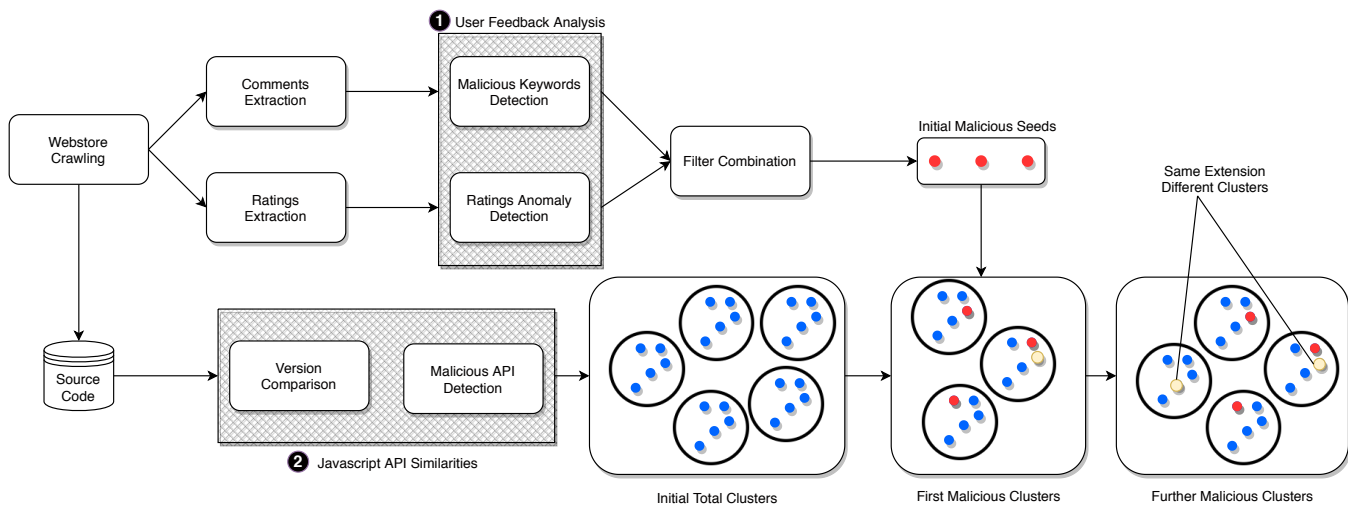 1 User Feedback Analysis
Comments
Extraction
Malicious Keywords
Detection
Webstore
Crawling
Filter Combination
Initial Malicious Seeds
Ratings
Extraction
Ratings Anomaly
Detection
Same Extension
Different Clusters
Source
Code
Version
Comparison
Malicious API
Detection
2 Javascript API Similarities
Initial Total Clusters
First Malicious Clusters
Further Malicious Clusters